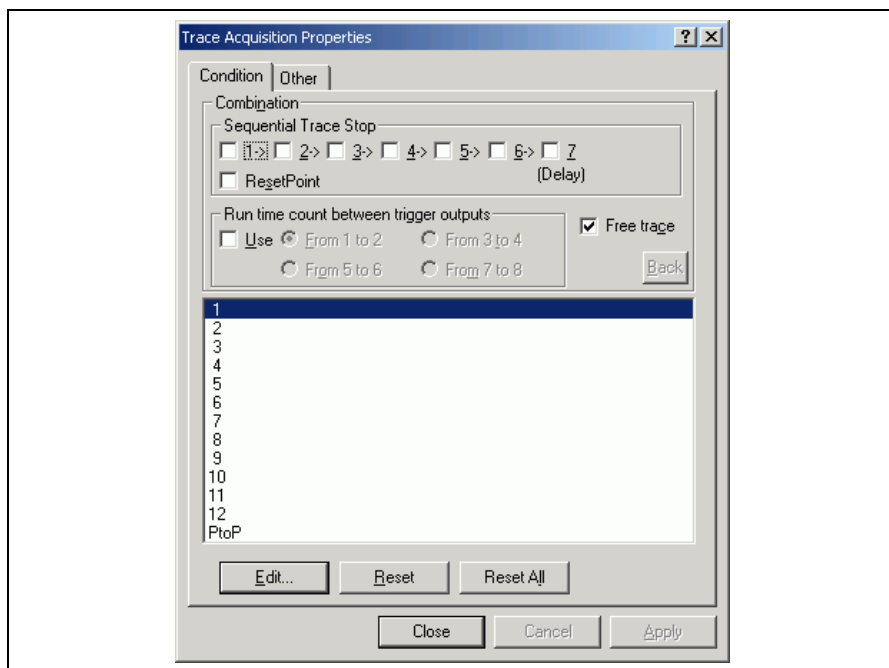 Trace Acquisition Properties
Condition Other
Combination
Sequential Trace Stop
1-> 2-> 3-> 4-> 5-> 6-> 7
ResetPoint (Delay)
Run time count between trigger outputs
Use From 1 to 2 From 3 to 4
Free trace
From 5 to 6 From 7 to 8
Back
1
2
3
4
5
6
7
8
9
10
11
12
PtoP
Edit... Reset Reset All
Close Cancel Apply